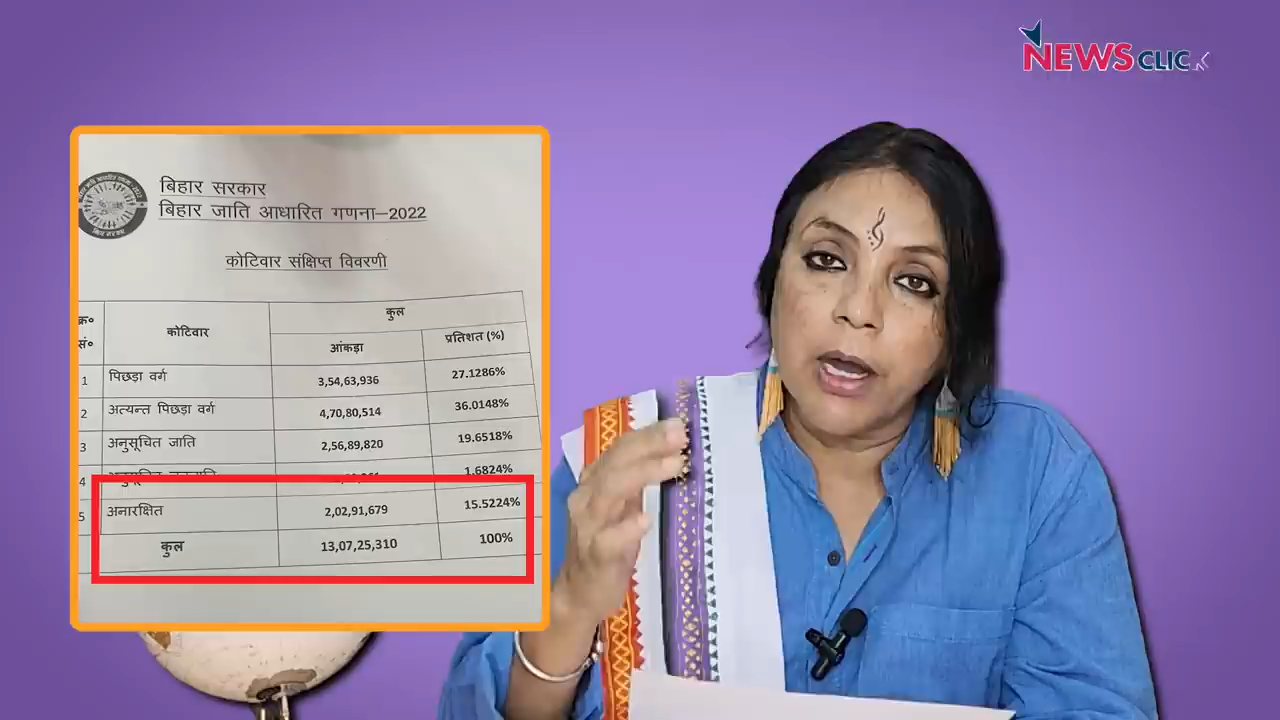 NEWSCLICK
बिहार सरकार
बिहार जाति आधारित गणना–2022
कोटिवार संक्षिप्त विवरणी
क्र० सं० कोटिवार कुल
आंकड़ा प्रतिशत (%)
1 पिछड़ा वर्ग 3,54,63,936 27.1286%
2 अत्यन्त पिछड़ा वर्ग 4,70,80,514 36.0148%
3 अनुसूचित जाति 2,56,89,820 19.6518%
4 1.6824%
5 अनारक्षित 2,02,91,679 15.5224%
कुल 13,07,25,310 100%